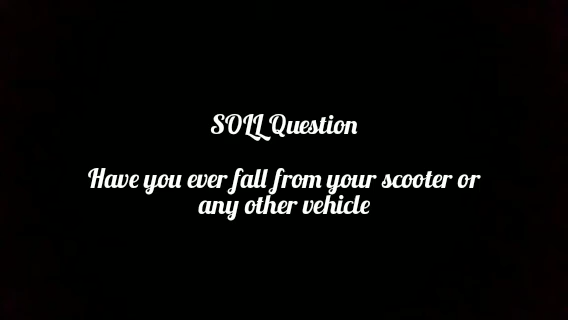 SOLL Question
Have you ever fall from your scooter or
any other vehicle